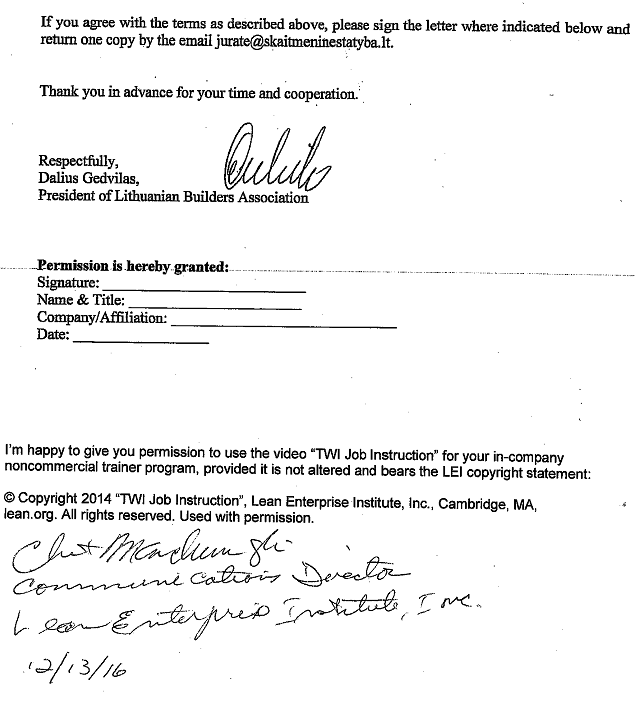 If you agree with the terms as described above, please sign the letter where indicated below and
return one copy by the email jurate@skaitmeninestatyba.lt.
Thank you in advance for your time and cooperation.
Respectfully,
Dalius Gedvilas,
President of Lithuanian Builders Association
Permission is hereby granted:
Signature:
Name & Title:
Company/Affiliation:
Date:
I'm happy to give you permission to use the video “TWI Job Instruction” for your in-company
noncommercial trainer program, provided it is not altered and bears the LEI copyright statement:
© Copyright 2014 “TWI Job Instruction”, Lean Enterprise Institute, Inc., Cambridge, MA,
lean.org. All rights reserved. Used with permission.
Chet
Communications Director
Lean Enterprise Institute, Inc.
12/13/16